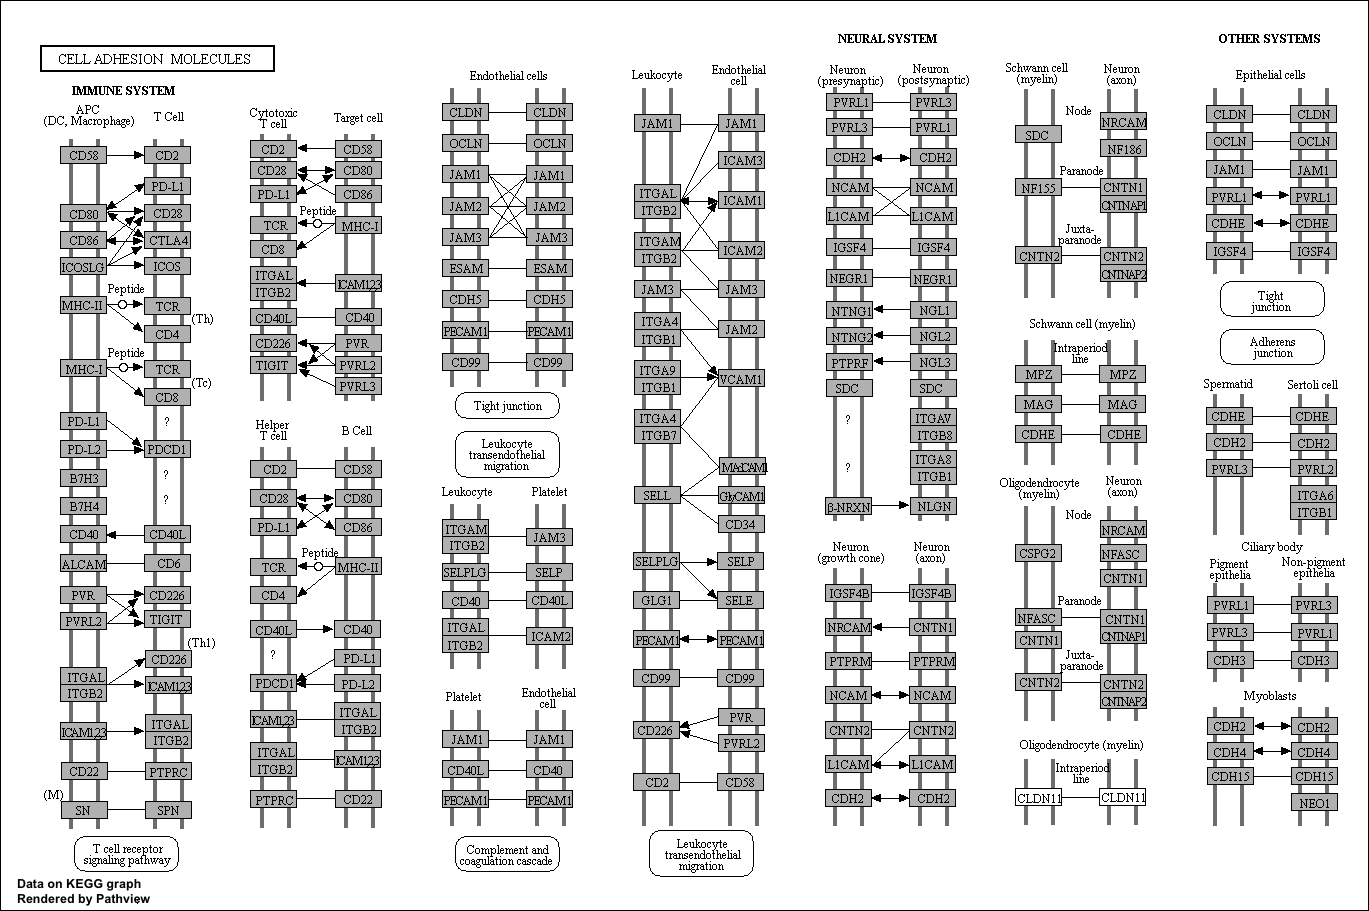 CELL ADHESION MOLECULES
IMMUNE SYSTEM
APC
(DC, Macrophage)
T Cell
CD58
CD2
PD-L1
CD80
CD28
CD86
CTLA4
ICOSLG
ICOS
Peptide
MHC-II
TCR
(Th)
CD4
Peptide
MHC-I
TCR
(Tc)
CD8
PD-L1
?
PD-L2
PDCD1
B7H3
?
B7H4
?
CD40
CD40L
ALCAM
CD6
PVR
CD226
PVRL2
TIGIT
(Th1)
CD226
ITGAL
ITGB2
ICAM123
ICAM123
ITGAL
ITGB2
CD22
PTPRC
(M)
SN
SPN
T cell receptor
signaling pathway
Cytotoxic
T cell
Target cell
CD2
CD58
CD28
CD80
PD-L1
CD86
Peptide
TCR
MHC-I
CD8
ITGAL
ITGB2
ICAM123
CD40L
CD40
CD226
PVR
TIGIT
PVRL2
PVRL3
Helper
T cell
B Cell
CD2
CD58
CD28
CD80
PD-L1
CD86
Peptide
TCR
MHC-II
CD4
CD40L
CD40
?
PD-L1
PDCD1
PD-L2
ICAM123
ITGAL
ITGB2
ITGAL
ITGB2
ICAM123
PTPRC
CD22
Endothelial cells
CLDN
CLDN
OCLN
OCLN
JAM1
JAM1
JAM2
JAM2
JAM3
JAM3
ESAM
ESAM
CDH5
CDH5
PECAM1
PECAM1
CD99
CD99
Tight junction
Leukocyte
transendothelial
migration
Leukocyte
Platelet
ITGAM
ITGB2
JAM3
SELPLG
SELP
CD40
CD40L
ITGAL
ITGB2
ICAM2
Platelet
Endothelial
cell
JAM1
JAM1
CD40L
CD40
PECAM1
PECAM1
Complement and
coagulation cascade
Leukocyte
Endothelial
cell
JAM1
JAM1
ICAM3
ITGAL
ITGB2
ICAM1
ITGAM
ITGB2
ICAM2
JAM3
JAM3
ITGA4
ITGB1
JAM2
ITGA9
ITGB1
VCAM1
ITGA4
ITGB7
MAdCAM1
SELL
GlyCAM1
CD34
SELPLG
SELP
GLG1
SELE
PECAM1
PECAM1
CD99
CD99
CD226
PVR
PVRL2
CD2
CD58
Leukocyte
transendothelial
migration
NEURAL SYSTEM
Neuron
(presynaptic)
Neuron
(postsynaptic)
PVRL1
PVRL3
PVRL3
PVRL1
CDH2
CDH2
NCAM
NCAM
L1CAM
L1CAM
IGSF4
IGSF4
NEGR1
NEGR1
NTNG1
NGL1
NTNG2
NGL2
PTPRF
NGL3
SDC
SDC
?
ITGAV
ITGB8
?
ITGA8
ITGB1
β-NRXN
NLGN
Neuron
(growth cone)
Neuron
(axon)
IGSF4B
IGSF4B
NRCAM
CNTN1
PTPRM
PTPRM
NCAM
NCAM
CNTN2
CNTN2
L1CAM
L1CAM
CDH2
CDH2
Schwann cell
(myelin)
Neuron
(axon)
Node
NRCAM
SDC
NF186
Paranode
NF155
CNTN1
CNTNAP1
Juxta-
paranode
CNTN2
CNTN2
CNTNAP2
Schwann cell (myelin)
Intraperiod
line
MPZ
MPZ
MAG
MAG
CDHE
CDHE
Oligodendrocyte
(myelin)
Neuron
(axon)
Node
NRCAM
CSPG2
NFASC
CNTN1
Paranode
NFASC
CNTN1
CNTN1
CNTNAP1
Juxta-
paranode
CNTN2
CNTN2
CNTNAP2
Oligodendrocyte (myelin)
Intraperiod
line
CLDN11
CLDN11
OTHER SYSTEMS
Epithelial cells
CLDN
CLDN
OCLN
OCLN
JAM1
JAM1
PVRL1
PVRL1
CDHE
CDHE
IGSF4
IGSF4
Tight
junction
Adherens
junction
Spermatid
Sertoli cell
CDHE
CDHE
CDH2
CDH2
PVRL3
PVRL2
ITGA6
ITGB1
Ciliary body
Pigment
epithelia
Non-pigment
epithelia
PVRL1
PVRL3
PVRL3
PVRL1
CDH3
CDH3
Myoblasts
CDH2
CDH2
CDH4
CDH4
CDH15
CDH15
NEO1
Data on KEGG graph
Rendered by Pathview